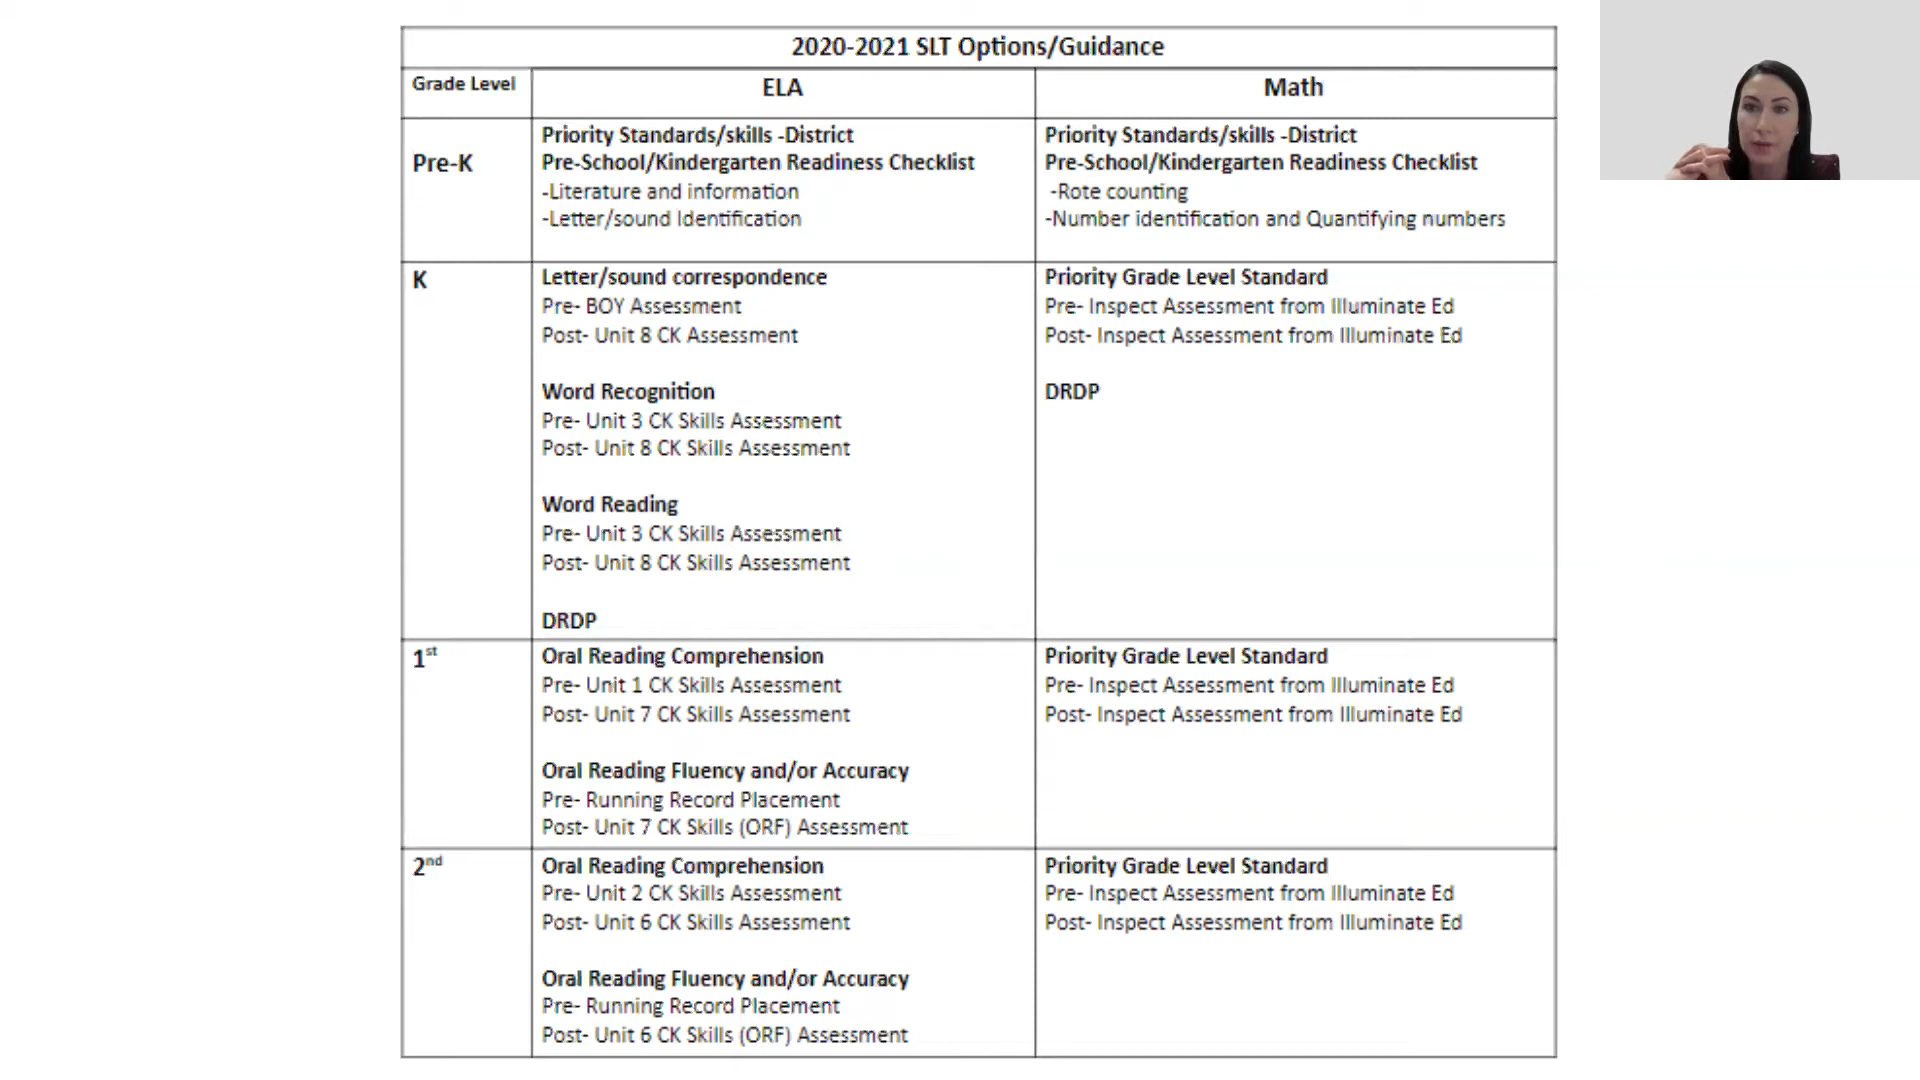 2020-2021 SLT Options/Guidance
Grade Level
ELA
Math
Pre-K
Priority Standards/skills -District
Pre-School/Kindergarten Readiness Checklist
-Literature and information
-Letter/sound Identification
Priority Standards/skills -District
Pre-School/Kindergarten Readiness Checklist
-Rote counting
-Number identification and Quantifying numbers
K
Letter/sound correspondence
Pre- BOY Assessment
Post- Unit 8 CK Assessment
Word Recognition
Pre- Unit 3 CK Skills Assessment
Post- Unit 8 CK Skills Assessment
Word Reading
Pre- Unit 3 CK Skills Assessment
Post- Unit 8 CK Skills Assessment
DRDP
Priority Grade Level Standard
Pre- Inspect Assessment from Illuminate Ed
Post- Inspect Assessment from Illuminate Ed
DRDP
1st
Oral Reading Comprehension
Pre- Unit 1 CK Skills Assessment
Post- Unit 7 CK Skills Assessment
Oral Reading Fluency and/or Accuracy
Pre- Running Record Placement
Post- Unit 7 CK Skills (ORF) Assessment
Priority Grade Level Standard
Pre- Inspect Assessment from Illuminate Ed
Post- Inspect Assessment from Illuminate Ed
2nd
Oral Reading Comprehension
Pre- Unit 2 CK Skills Assessment
Post- Unit 6 CK Skills Assessment
Oral Reading Fluency and/or Accuracy
Pre- Running Record Placement
Post- Unit 6 CK Skills (ORF) Assessment
Priority Grade Level Standard
Pre- Inspect Assessment from Illuminate Ed
Post- Inspect Assessment from Illuminate Ed